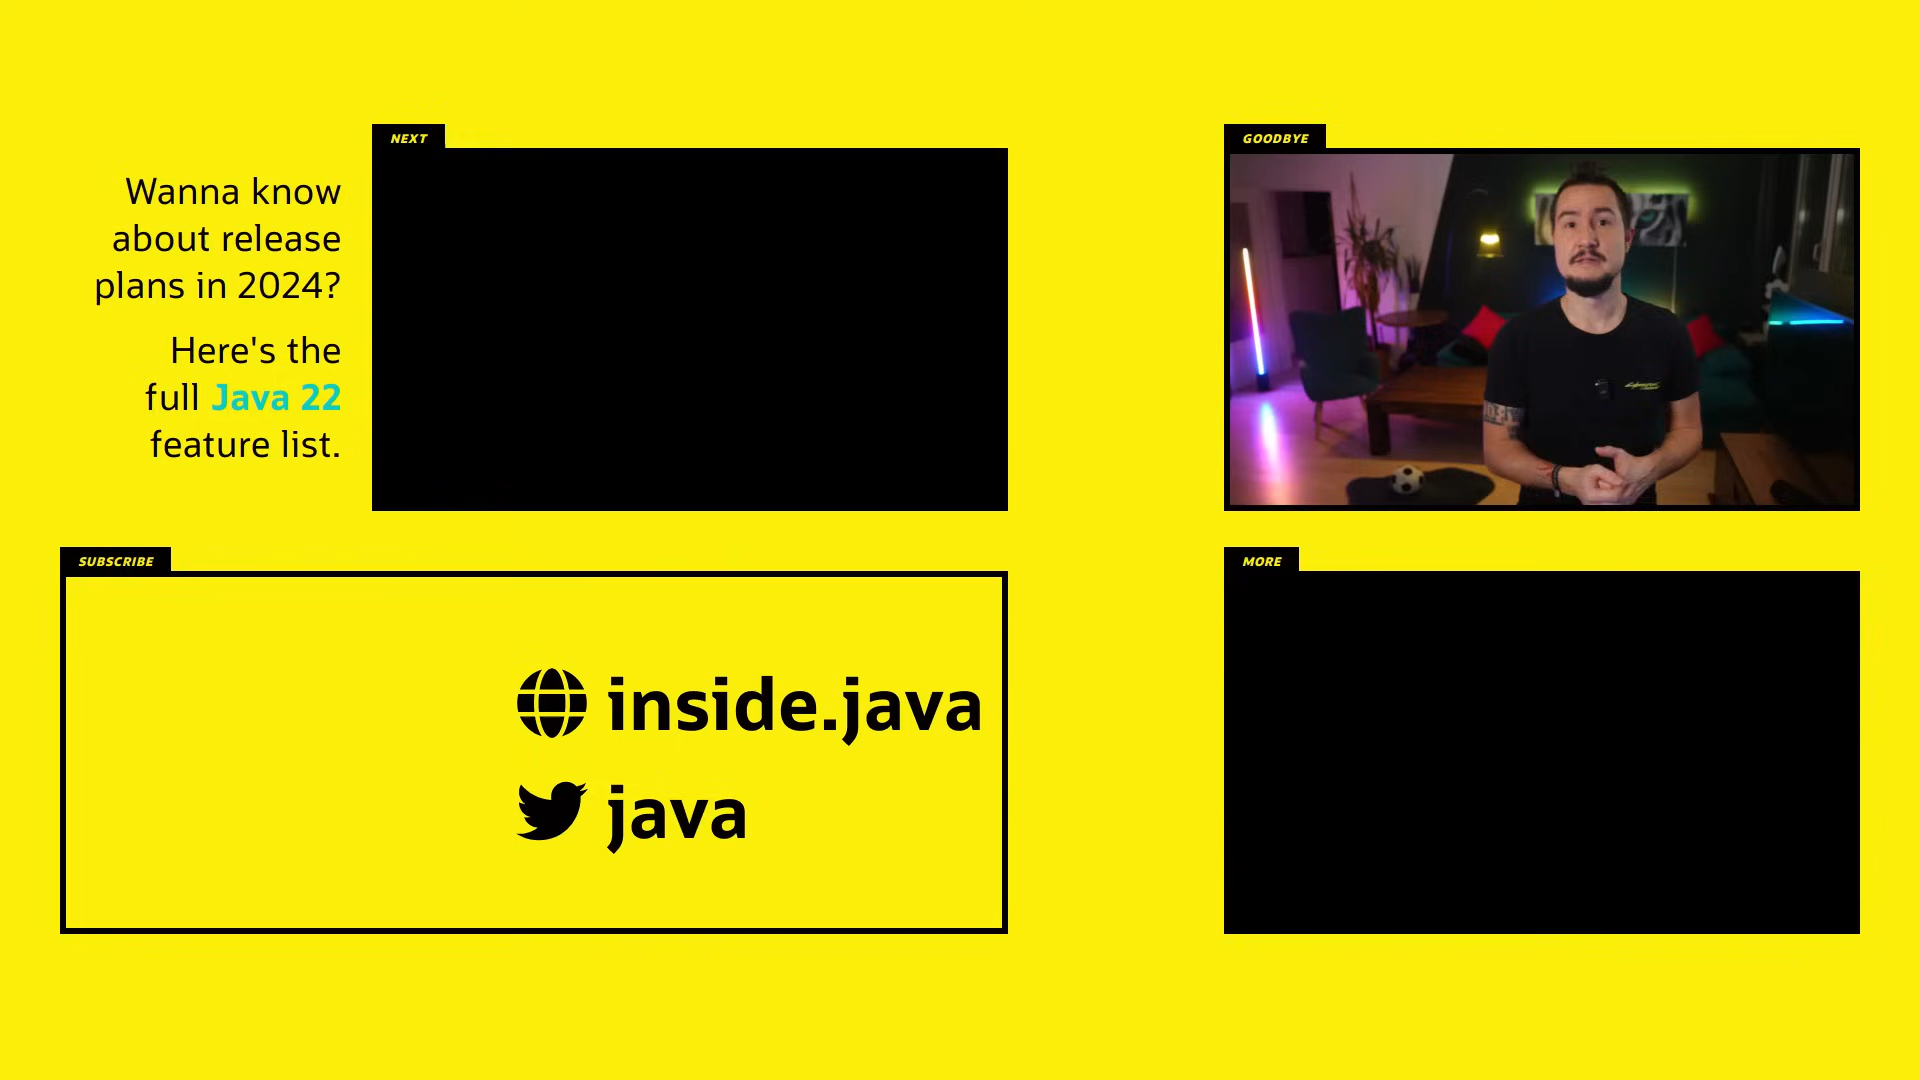 NEXT
Wanna know
about release
plans in 2024?
Here's the
full Java 22
feature list.
GOODBYE
SUBSCRIBE
inside.java
java
MORE